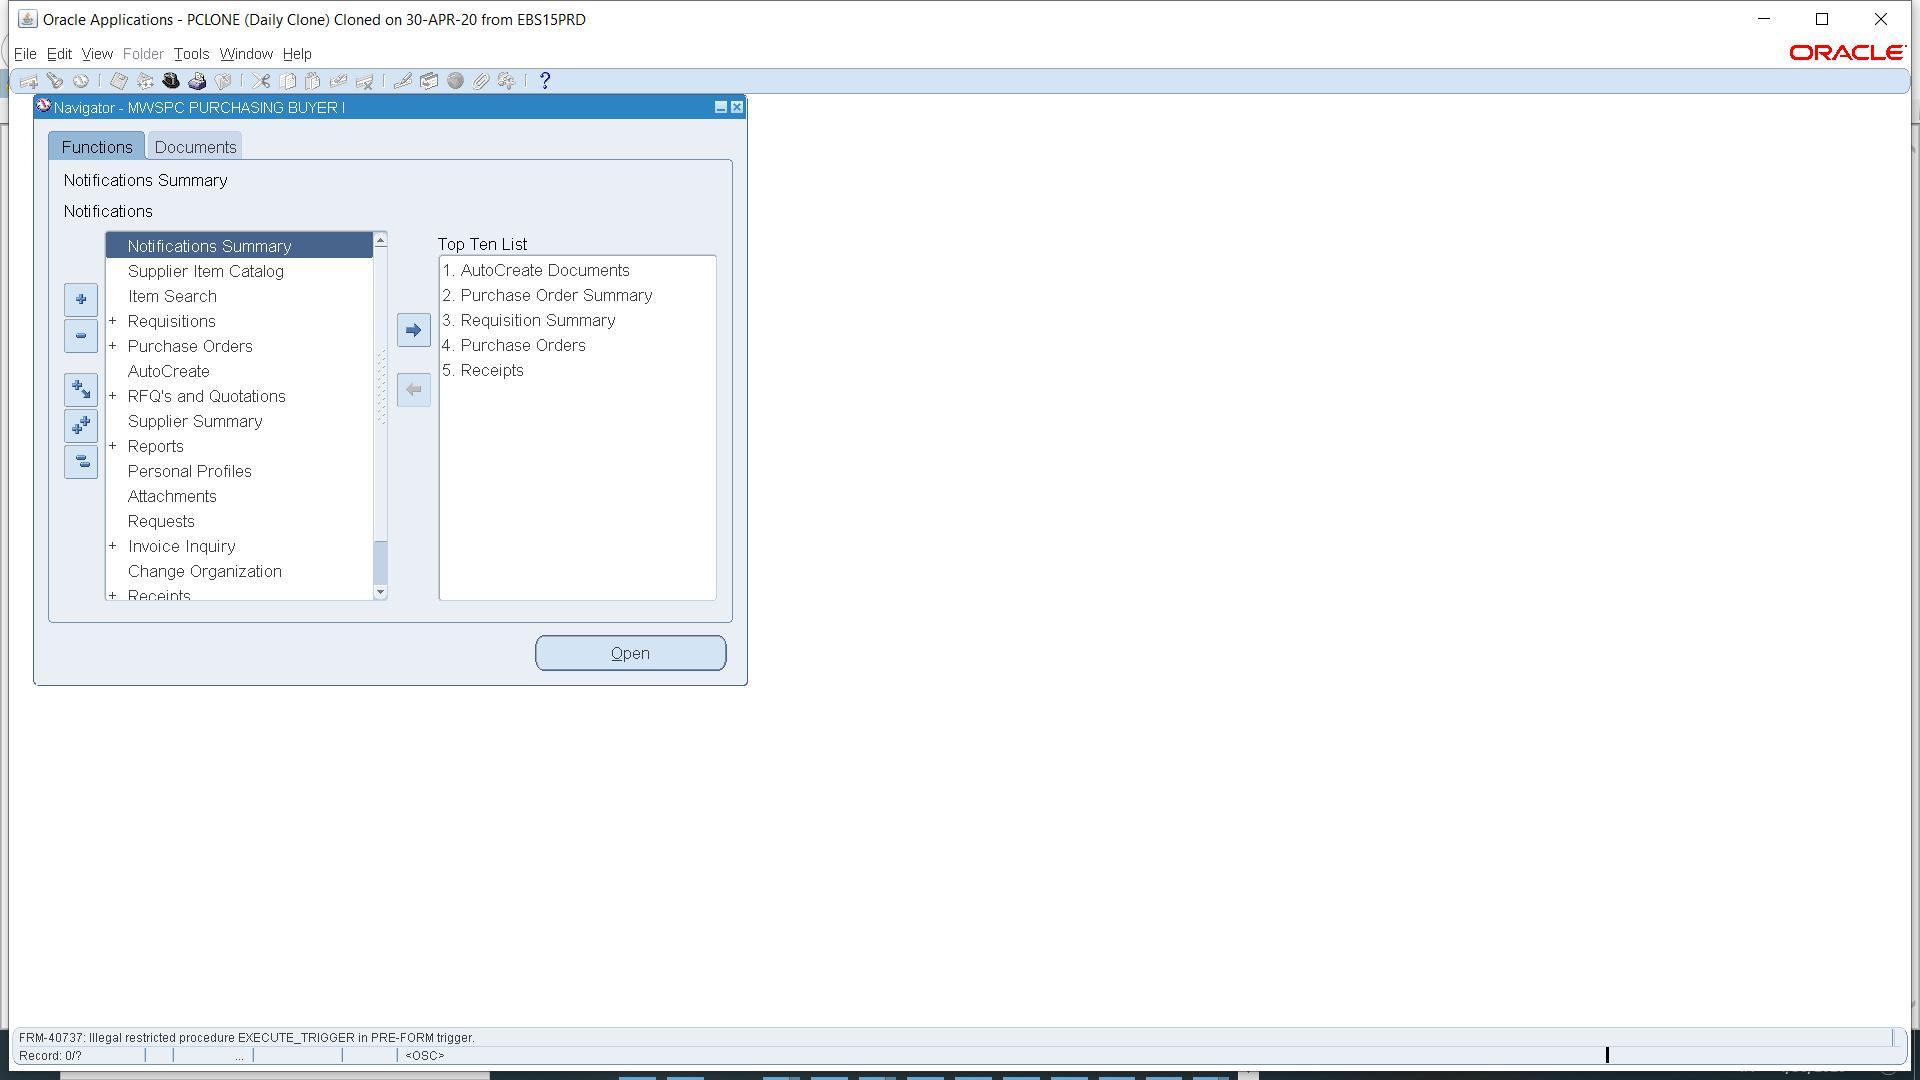 Oracle Applications - PCLONE (Daily Clone) Cloned on 30-APR-20 from EBS15PRD
File Edit View Folder Tools Window Help
ORACLE
?
Navigator - MWSPC PURCHASING BUYER I
Functions Documents
Notifications Summary
Notifications
Notifications Summary
Supplier Item Catalog
Item Search
+ Requisitions
+ Purchase Orders
AutoCreate
+ RFQ's and Quotations
Supplier Summary
+ Reports
Personal Profiles
Attachments
Requests
+ Invoice Inquiry
Change Organization
+ Receipts
Top Ten List
1. AutoCreate Documents
2. Purchase Order Summary
3. Requisition Summary
4. Purchase Orders
5. Receipts
Open
FRM-40737: Illegal restricted procedure EXECUTE_TRIGGER in PRE-FORM trigger.
Record: 0/? ... <OSC>